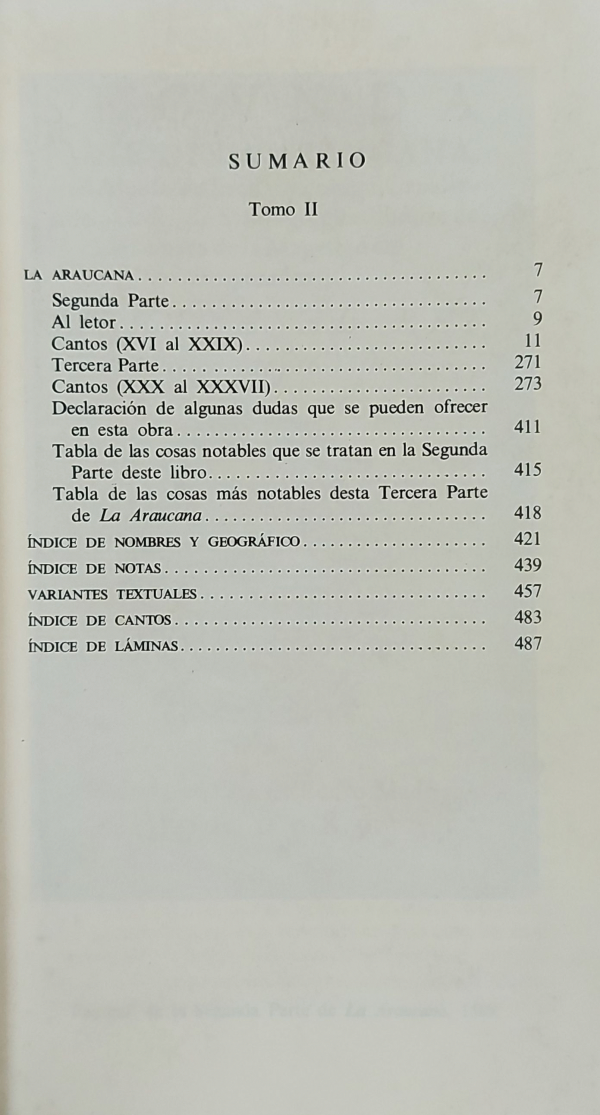 SUMARIO
Tomo II
LA ARAUCANA........................................ 7
Segunda Parte.................................... 7
Al letor.......................................... 9
Cantos (XVI al XXIX)............................ 11
Tercera Parte..................................... 271
Cantos (XXX al XXXVII)......................... 273
Declaración de algunas dudas que se pueden ofrecer
en esta obra.................................... 411
Tabla de las cosas notables que se tratan en la Segunda
Parte deste libro................................ 415
Tabla de las cosas más notables desta Tercera Parte
de La Araucana................................ 418
ÍNDICE DE NOMBRES Y GEOGRÁFICO..................... 421
ÍNDICE DE NOTAS..................................... 439
VARIANTES TEXTUALES................................ 457
ÍNDICE DE CANTOS................................... 483
ÍNDICE DE LÁMINAS.................................. 487